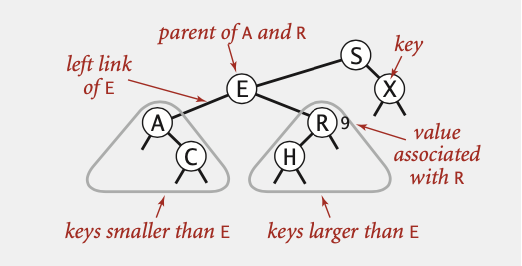 parent of A and R
S
key
left link
of E
E
X
A
R 9
value
associated
with R
C
H
keys smaller than E
keys larger than E